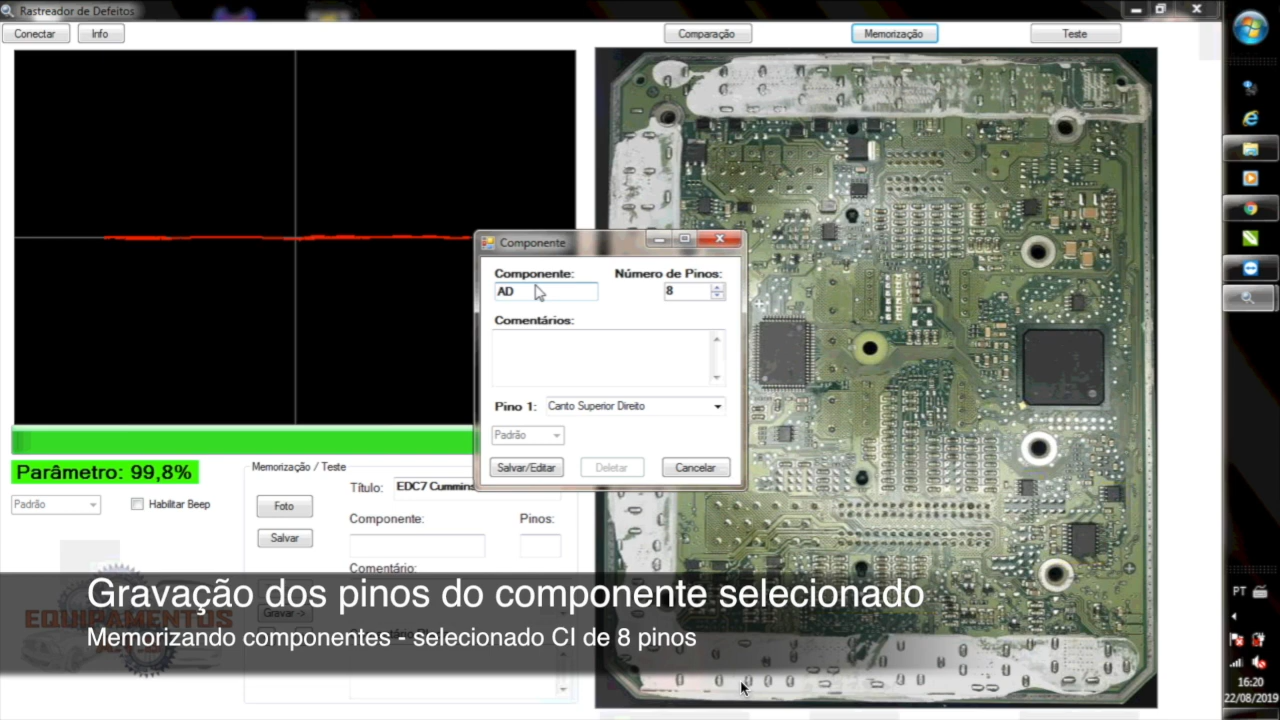 Rastreador de Defeitos
Conectar
Info
Comparação
Memorização
Teste
Componente
Componente:
Número de Pinos:
AD
8
Comentários:
Pino 1:
Canto Superior Direito
Padrão
Salvar/Editar
Deletar
Cancelar
Parâmetro: 99,8%
Padrão
Habilitar Beep
Memorização / Teste
Foto
Salvar
Título:
EDC7 Cummins
Componente:
Pinos:
Comentário:
Gravar ->
EQUIPAMENTOS
Gravação dos pinos do componente selecionado
Memorizando componentes - selecionado CI de 8 pinos
PT
16:20
22/08/2019